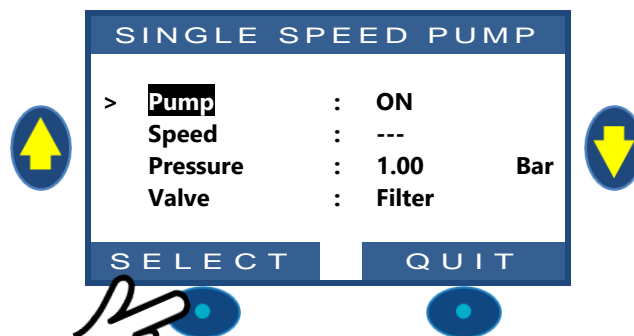 SINGLE SPEED PUMP
> Pump : ON
Speed : ---
Pressure : 1.00 Bar
Valve : Filter
SELECT QUIT